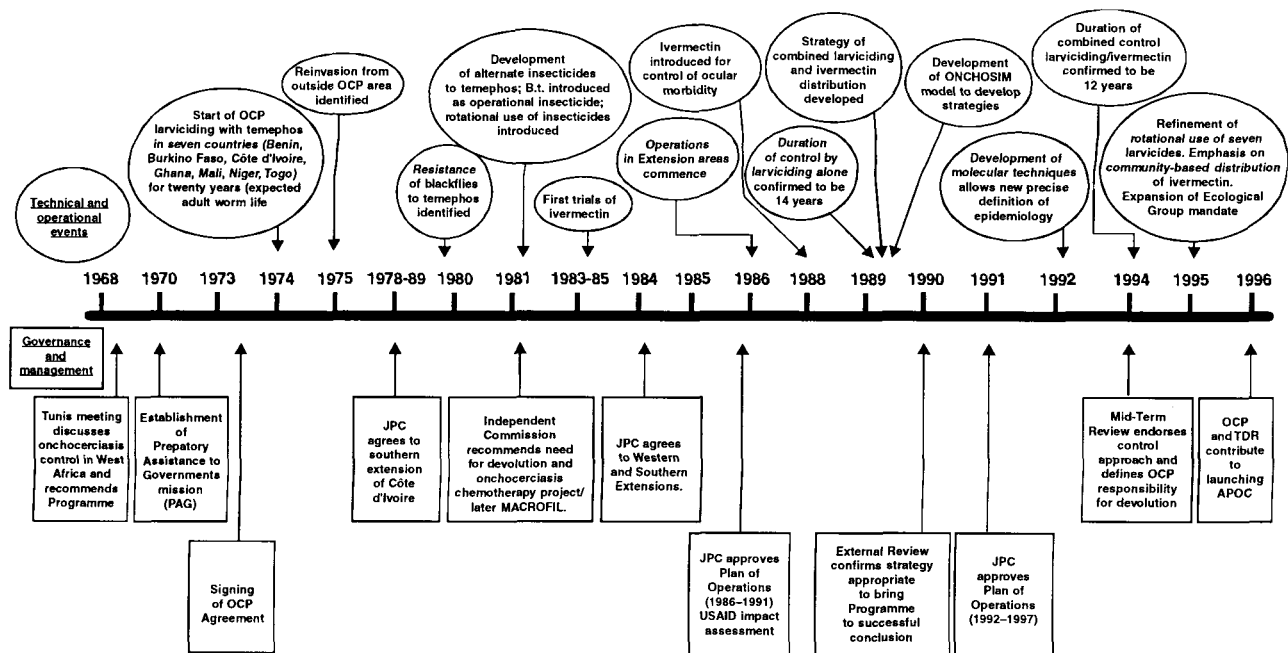 Technical and
operational
events
Start of OCP
larviciding with temephos
in seven countries (Benin,
Burkino Faso, Côte d'Ivoire,
Ghana, Mali, Niger, Togo)
for twenty years (expected
adult worm life
Reinvasion from
outside OCP area
identified
Resistance
of blackflies
to temephos
identified
Development
of alternate insecticides
to temephos; B.t. introduced
as operational insecticide;
rotational use of insecticides
introduced
First trials of
ivermectin
Ivermectin
introduced for
control of ocular
morbidity
Operations
in Extension areas
commence
Strategy of
combined larviciding
and ivermectin
distribution
developed
Duration
of control by
larviciding alone
confirmed to be
14 years
Development
of ONCHOSIM
model to develop
strategies
Development of
molecular techniques
allows new precise
definition of
epidemiology
Duration of
combined control
larviciding/ivermectin
confirmed to be
12 years
Refinement of
rotational use of seven
larvicides. Emphasis on
community-based distribution
of ivermectin.
Expansion of Ecological
Group mandate
1968 1970 1973 1974 1975 1978-89 1980 1981 1983-85 1984 1985 1986 1988 1989 1990 1991 1992 1994 1995 1996
Governance
and
management
Tunis meeting
discusses
onchocerciasis
control in West
Africa and
recommends
Programme
Establishment
of
Prepatory
Assistance to
Governments
mission
(PAG)
Signing
of OCP
Agreement
JPC
agrees to
southern
extension
of Côte
d'Ivoire
Independent
Commission
recommends need
for devolution and
onchocerciasis
chemotherapy project/
later MACROFIL.
JPC agrees
to Western
and Southern
Extensions.
JPC approves
Plan of
Operations
(1986–1991)
USAID impact
assessment
External Review
confirms strategy
appropriate
to bring
Programme
to successful
conclusion
JPC
approves
Plan of
Operations
(1992–1997)
Mid-Term
Review endorses
control
approach and
defines OCP
responsibility
for devolution
OCP
and TDR
contribute
to
launching
APOC